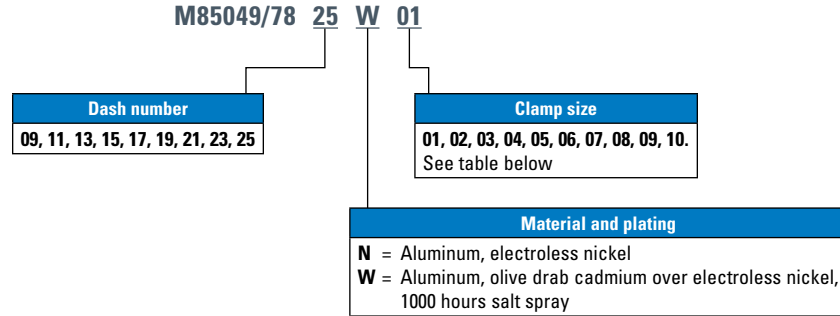 M85049/78 25 W 01
Dash number
09, 11, 13, 15, 17, 19, 21, 23, 25
Clamp size
01, 02, 03, 04, 05, 06, 07, 08, 09, 10.
See table below
Material and plating
N = Aluminum, electroless nickel
W = Aluminum, olive drab cadmium over electroless nickel,
1000 hours salt spray